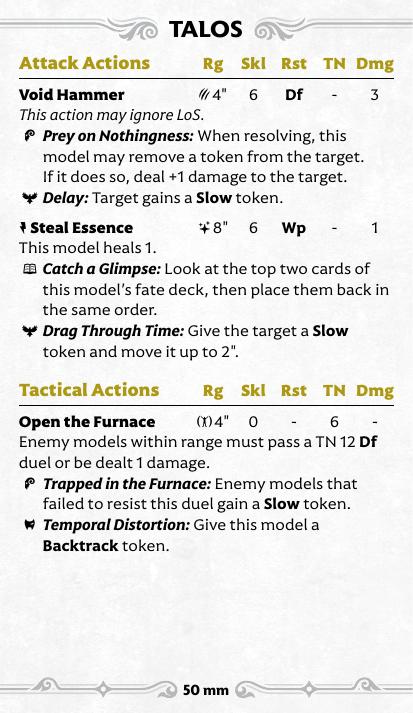 TALOS
Attack Actions Rg Skl Rst TN Dmg
Void Hammer 4" 6 Df - 3
This action may ignore LoS.
Prey on Nothingness: When resolving, this
model may remove a token from the target.
If it does so, deal +1 damage to the target.
Delay: Target gains a Slow token.
Steal Essence 8" 6 Wp - 1
This model heals 1.
Catch a Glimpse: Look at the top two cards of
this model's fate deck, then place them back in
the same order.
Drag Through Time: Give the target a Slow
token and move it up to 2".
Tactical Actions Rg Skl Rst TN Dmg
Open the Furnace 4" 0 - 6 -
Enemy models within range must pass a TN 12 Df
duel or be dealt 1 damage.
Trapped in the Furnace: Enemy models that
failed to resist this duel gain a Slow token.
Temporal Distortion: Give this model a
Backtrack token.
50 mm